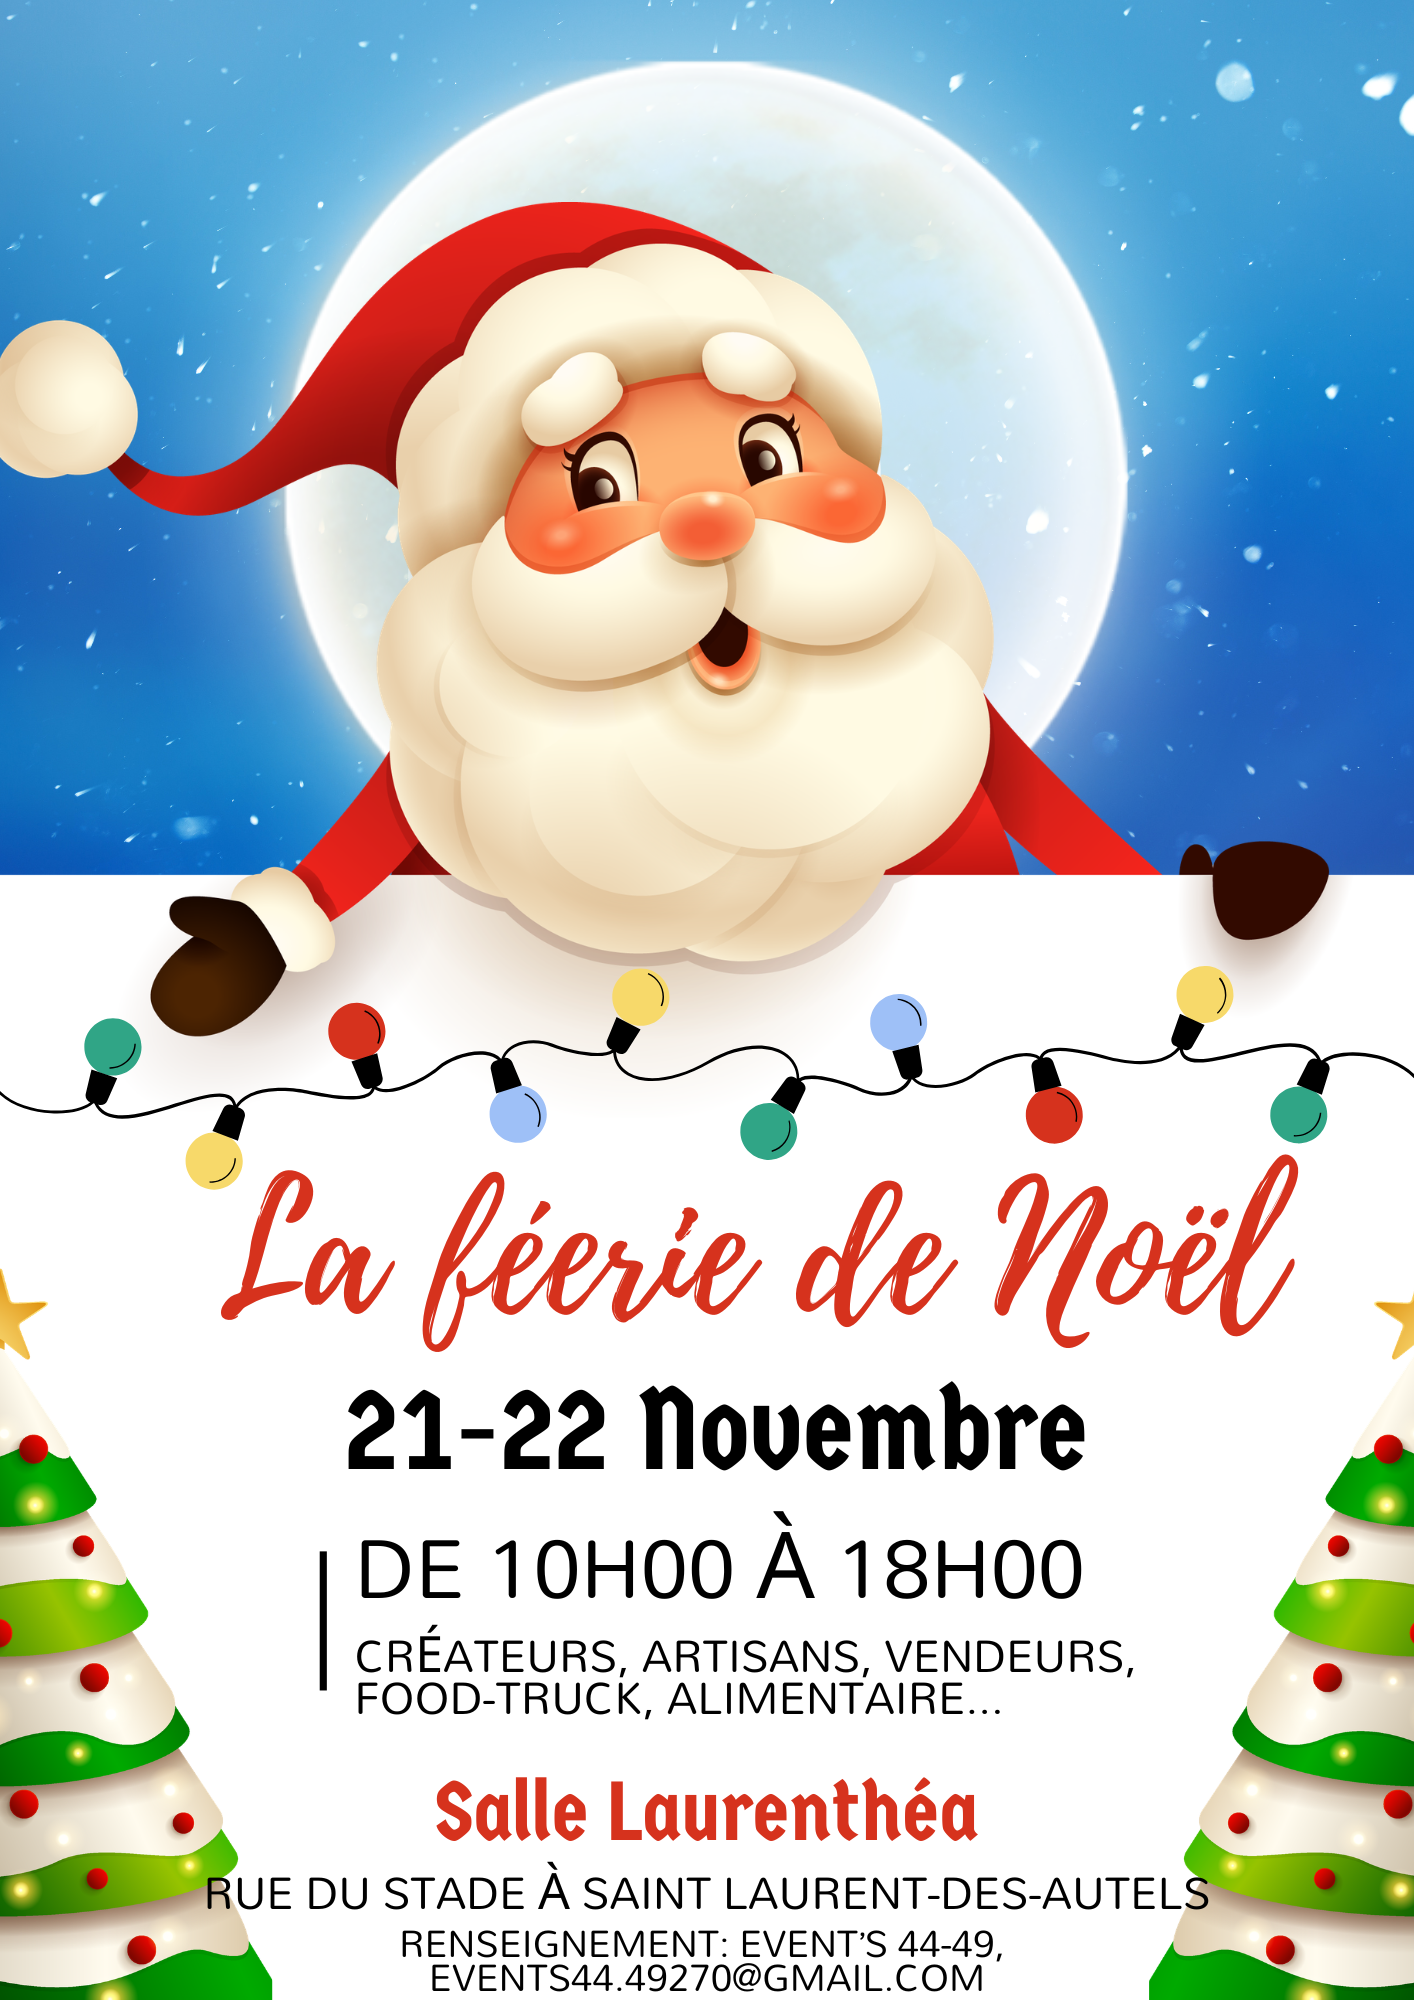 La féerie de Noël
21-22 Novembre
DE 10H00 À 18H00
CRÉATEURS, ARTISANS, VENDEURS,
FOOD-TRUCK, ALIMENTAIRE...
Salle Laurenthéa
RUE DU STADE À SAINT LAURENT-DES-AUTELS
RENSEIGNEMENT: EVENT'S 44-49,
EVENTS44.49270@GMAIL.COM